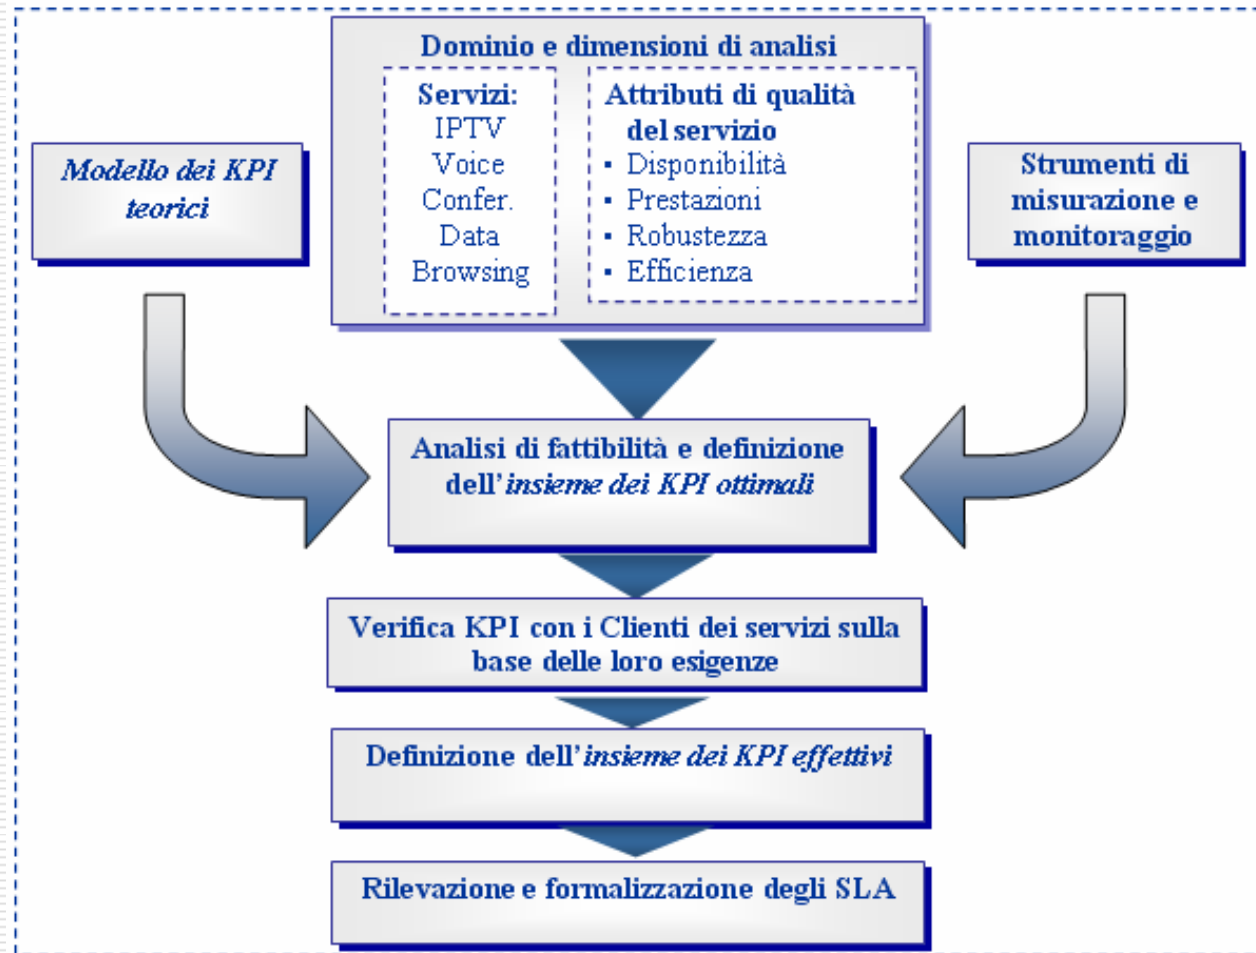 Dominio e dimensioni di analisi
Servizi:
IPTV
Voice
Confer.
Data
Browsing
Attributi di qualità
del servizio
▪ Disponibilità
▪ Prestazioni
▪ Robustezza
▪ Efficienza
Modello dei KPI
teorici
Strumenti di
misurazione e
monitoraggio
Analisi di fattibilità e definizione
dell'insieme dei KPI ottimali
Verifica KPI con i Clienti dei servizi sulla
base delle loro esigenze
Definizione dell'insieme dei KPI effettivi
Rilevazione e formalizzazione degli SLA